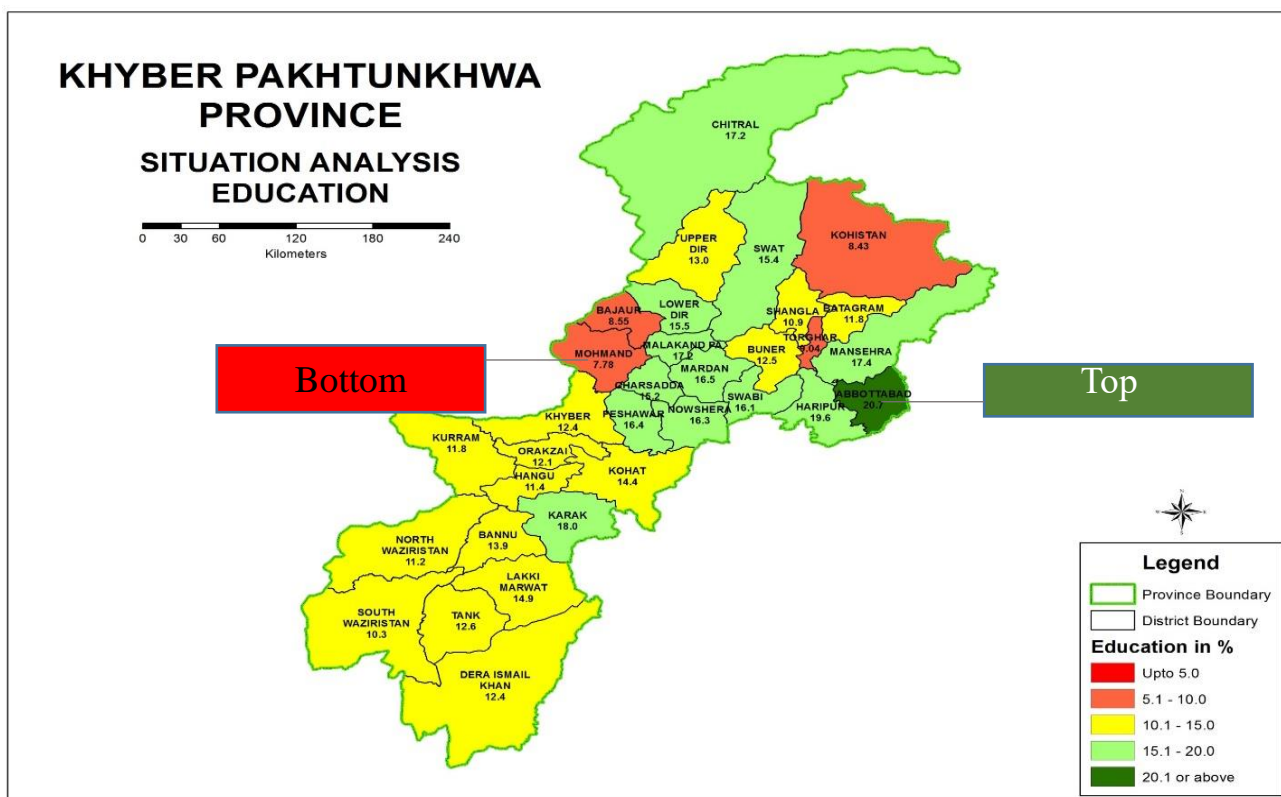 KHYBER PAKHTUNKHWA
PROVINCE
SITUATION ANALYSIS
EDUCATION
0 30 60 120 180 240
Kilometers
CHITRAL
17.2
UPPER
DIR
13.0
SWAT
15.4
KOHISTAN
8.43
BAJAUR
8.55
LOWER
DIR
15.5
SHANGLA
10.9
BATAGRAM
11.8
TORGHAR
9.04
MOHMAND
7.78
MALAKAND PA
17.2
BUNER
12.5
MANSEHRA
17.4
Bottom
Top
MARDAN
16.5
CHARSADDA
15.2
SWABI
16.1
HARIPUR
19.6
ABBOTTABAD
KHYBER
12.4
PESHAWAR
16.4
NOWSHERA
16.3
KURRAM
11.8
ORAKZAI
12.1
HANGU
11.4
KOHAT
14.4
KARAK
18.0
NORTH
WAZIRISTAN
11.2
BANNU
13.9
LAKKI
MARWAT
14.9
SOUTH
WAZIRISTAN
10.3
TANK
12.6
DERA ISMAIL
KHAN
12.4
Legend
Province Boundary
District Boundary
Education in %
Upto 5.0
5.1 - 10.0
10.1 - 15.0
15.1 - 20.0
20.1 or above